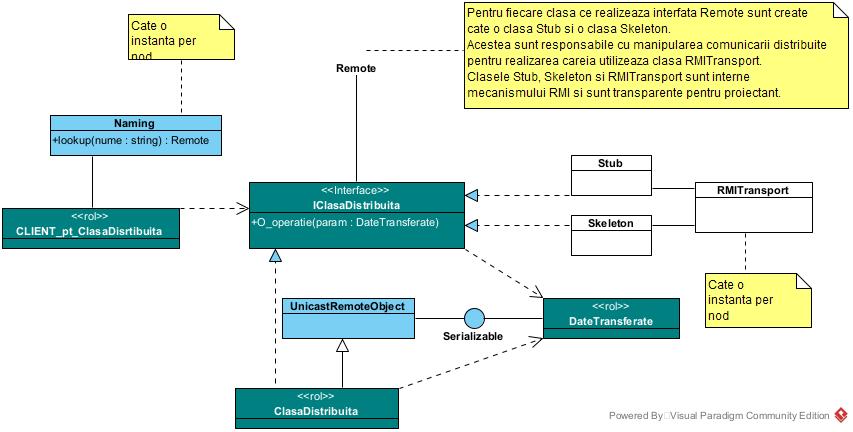 Pentru fiecare clasa ce realizeaza interfata Remote sunt create
cate o clasa Stub si o clasa Skeleton.
Acestea sunt responsabile cu manipularea comunicarii distribuite
pentru realizarea careia utilizeaza clasa RMITransport.
Clasele Stub, Skeleton si RMITransport sunt interne
mecanismului RMI si sunt transparente pentru proiectant.
Cate o
instanta per
nod
Remote
Naming
+lookup(nume : string) : Remote
Stub
<<Interface>>
IClasaDistribuita
+O_operatie(param : DateTransferate)
RMITransport
<<rol>>
CLIENT_pt_ClasaDisrtibuita
Skeleton
Cate o
instanta per
nod
UnicastRemoteObject
<<rol>>
DateTransferate
Serializable
<<rol>>
ClasaDistribuita
Powered By Visual Paradigm Community Edition